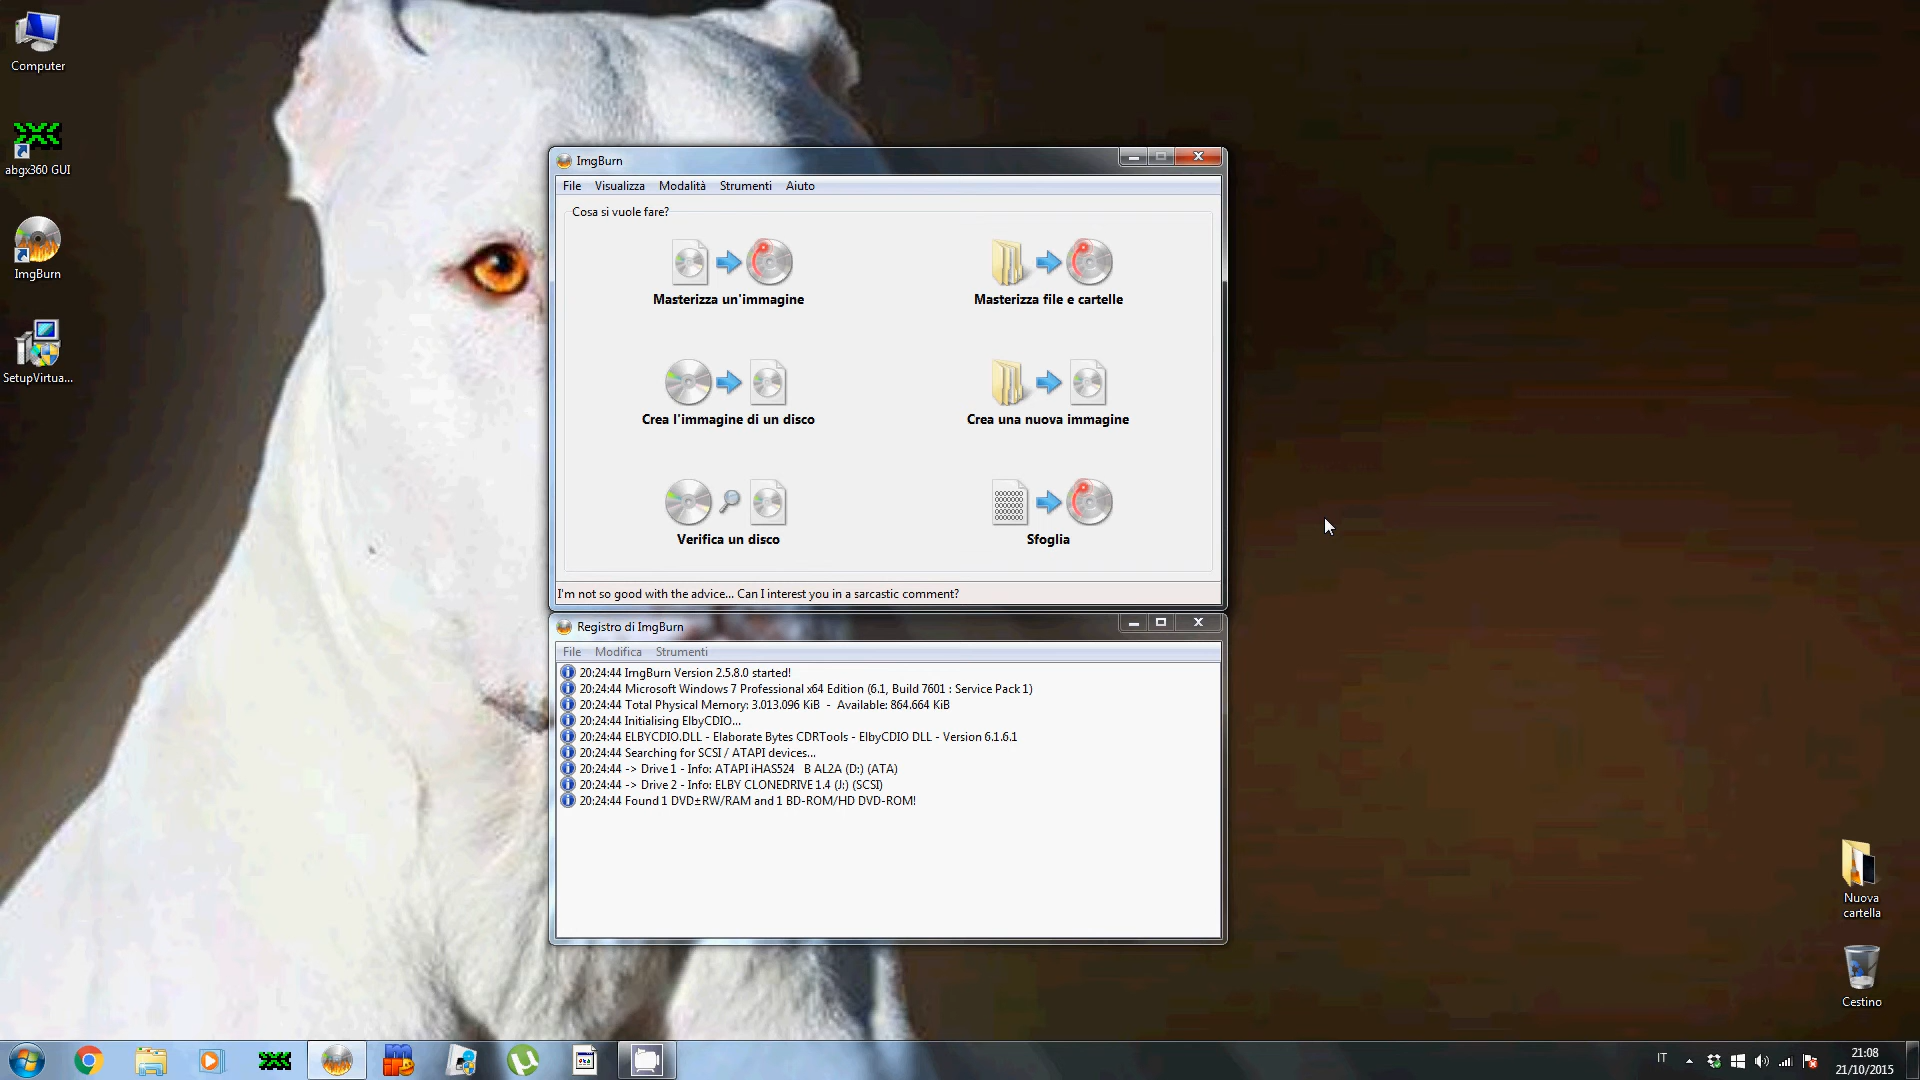 Computer
abgx360 GUI
ImgBurn
SetupVirtua...
ImgBurn
File Visualizza Modalità Strumenti Aiuto
Cosa si vuole fare?
Masterizza un'immagine
Masterizza file e cartelle
Crea l'immagine di un disco
Crea una nuova immagine
Verifica un disco
Sfoglia
I'm not so good with the advice... Can I interest you in a sarcastic comment?
Registro di ImgBurn
File Modifica Strumenti
20:24:44 ImgBurn Version 2.5.8.0 started!
20:24:44 Microsoft Windows 7 Professional x64 Edition (6.1, Build 7601 : Service Pack 1)
20:24:44 Total Physical Memory: 3.013.096 KiB - Available: 864.664 KiB
20:24:44 Initialising ElbyCDIO...
20:24:44 ELBYCDIO.DLL - Elaborate Bytes CDRTools - ElbyCDIO DLL - Version 6.1.6.1
20:24:44 Searching for SCSI / ATAPI devices...
20:24:44 -> Drive 1 - Info: ATAPI iHAS524 B AL2A (D:) (ATA)
20:24:44 -> Drive 2 - Info: ELBY CLONEDRIVE 1.4 (J:) (SCSI)
20:24:44 Found 1 DVD±RW/RAM and 1 BD-ROM/HD DVD-ROM!
Nuova
cartella
Cestino
IT
21:08
21/10/2015